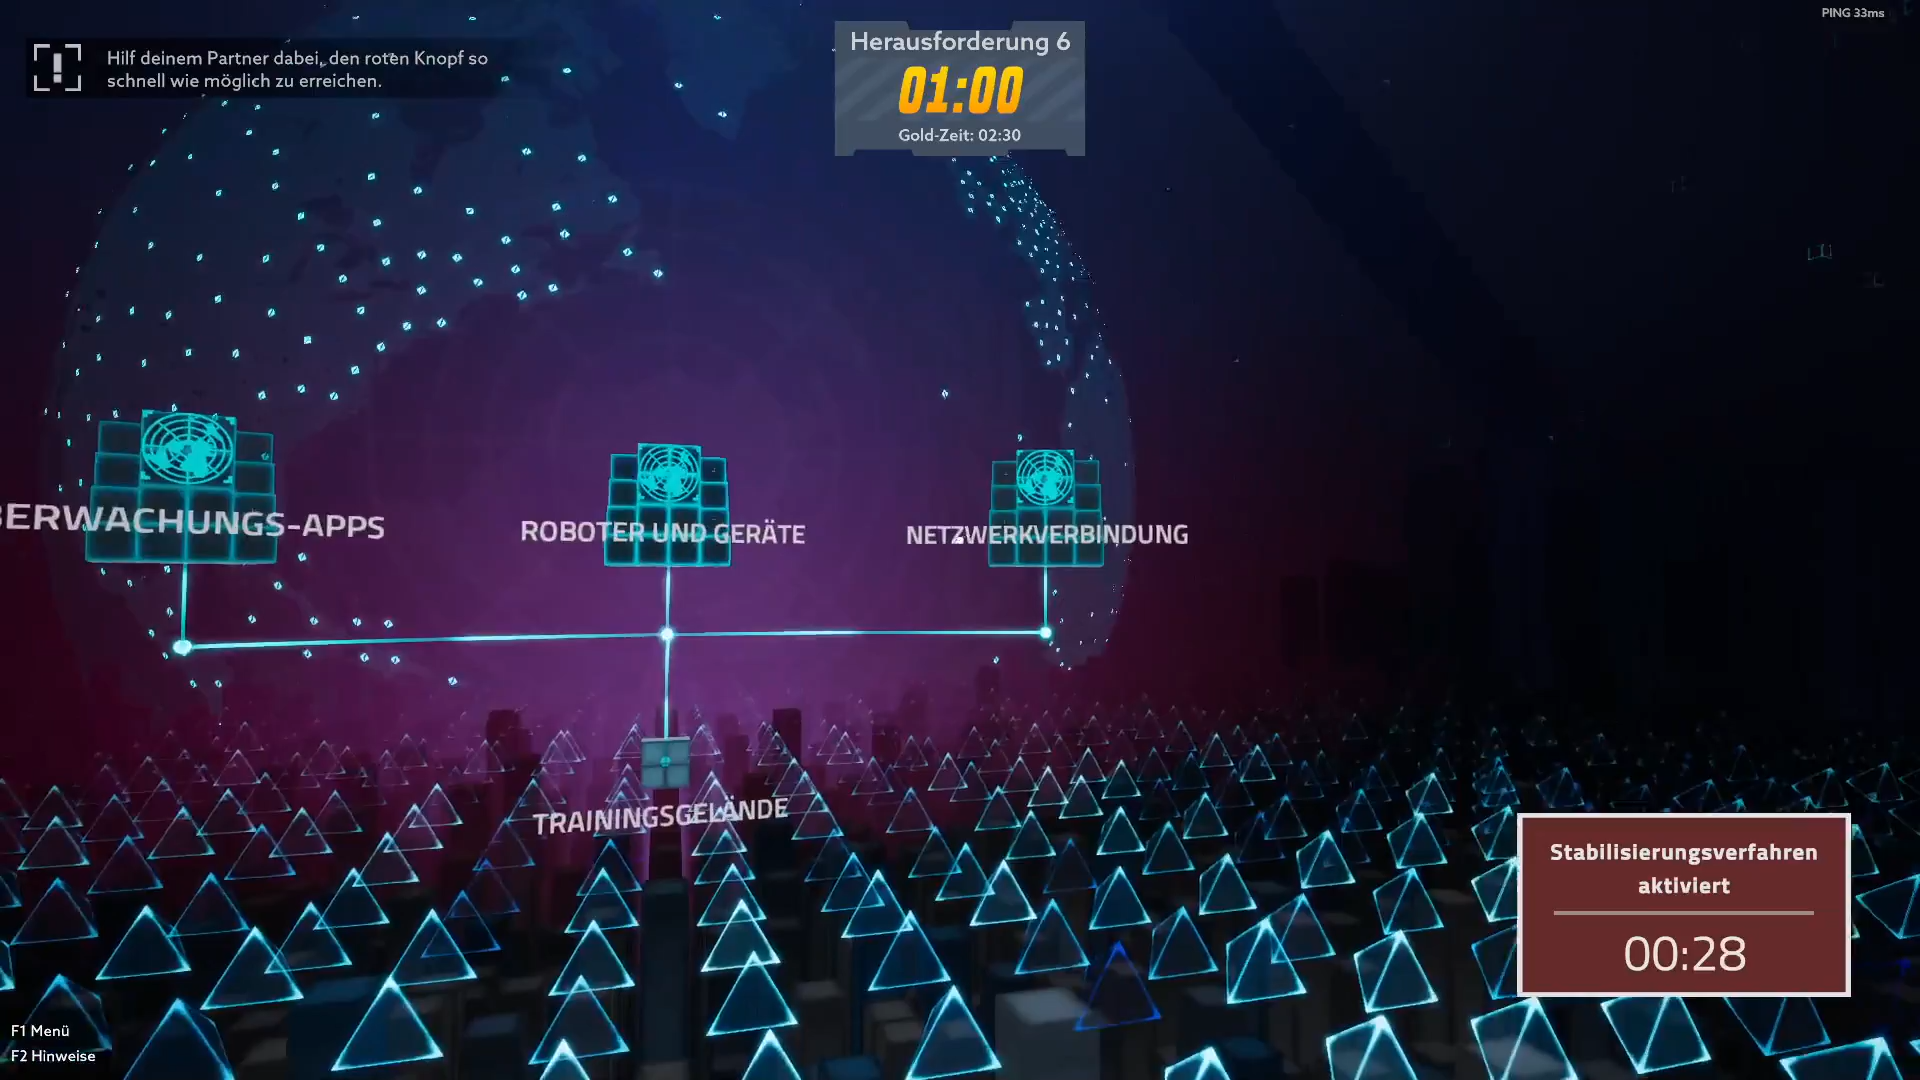 PING 33ms
Hilf deinem Partner dabei, den roten Knopf so
schnell wie möglich zu erreichen.
Herausforderung 6
01:00
Gold-Zeit: 02:30
BERWACHUNGS-APPS
ROBOTER UND GERÄTE
NETZWERKVERBINDUNG
TRAININGSGELÄNDE
Stabilisierungsverfahren
aktiviert
00:28
F1 Menü
F2 Hinweise